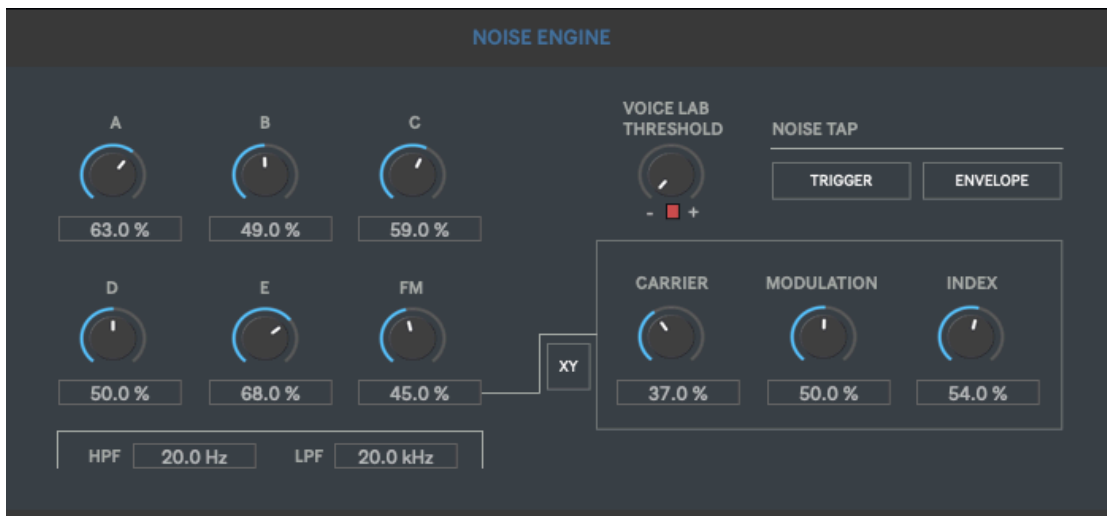 NOISE ENGINE
A B C
63.0 % 49.0 % 59.0 %
VOICE LAB
THRESHOLD
- +
NOISE TAP
TRIGGER ENVELOPE
D E FM
50.0 % 68.0 % 45.0 %
XY
CARRIER MODULATION INDEX
37.0 % 50.0 % 54.0 %
HPF 20.0 Hz LPF 20.0 kHz